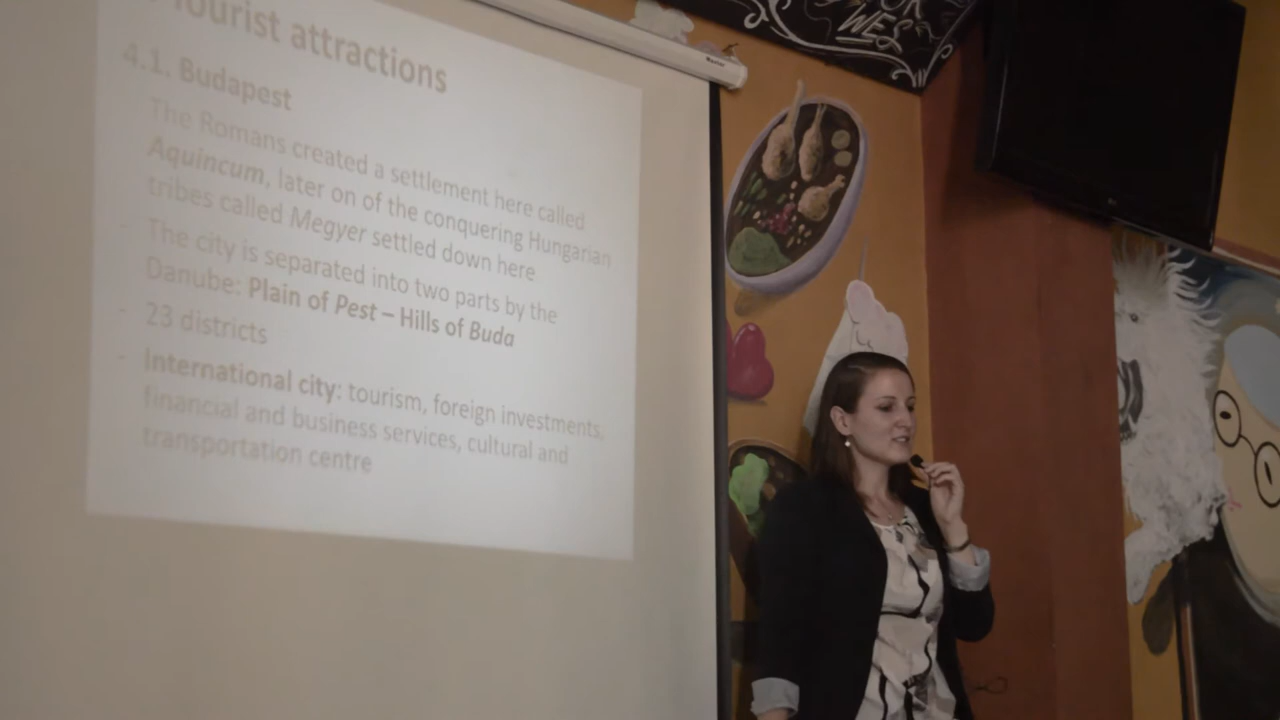 Tourist attractions
4.1. Budapest
- The Romans created a settlement here called
Aquincum, later on of the conquering Hungarian
tribes called Megyer settled down here
- The city is separated into two parts by the
Danube: Plain of Pest – Hills of Buda
- 23 districts
- International city: tourism, foreign investments,
financial and business services, cultural and
transportation centre
WES